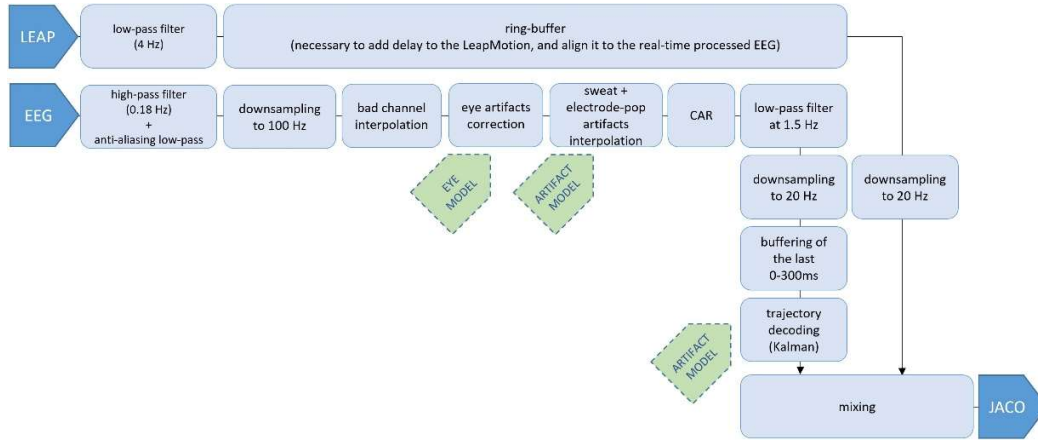 LEAP
low-pass filter
(4 Hz)
ring-buffer
(necessary to add delay to the LeapMotion, and align it to the real-time processed EEG)
EEG
high-pass filter
(0.18 Hz)
+
anti-aliasing low-pass
downsampling
to 100 Hz
bad channel
interpolation
eye artifacts
correction
sweat +
electrode-pop
artifacts
interpolation
CAR
low-pass filter
at 1.5 Hz
EYE
MODEL
ARTIFACT
MODEL
downsampling
to 20 Hz
downsampling
to 20 Hz
buffering of
the last
0-300ms
trajectory
decoding
(Kalman)
ARTIFACT
MODEL
mixing
JACO